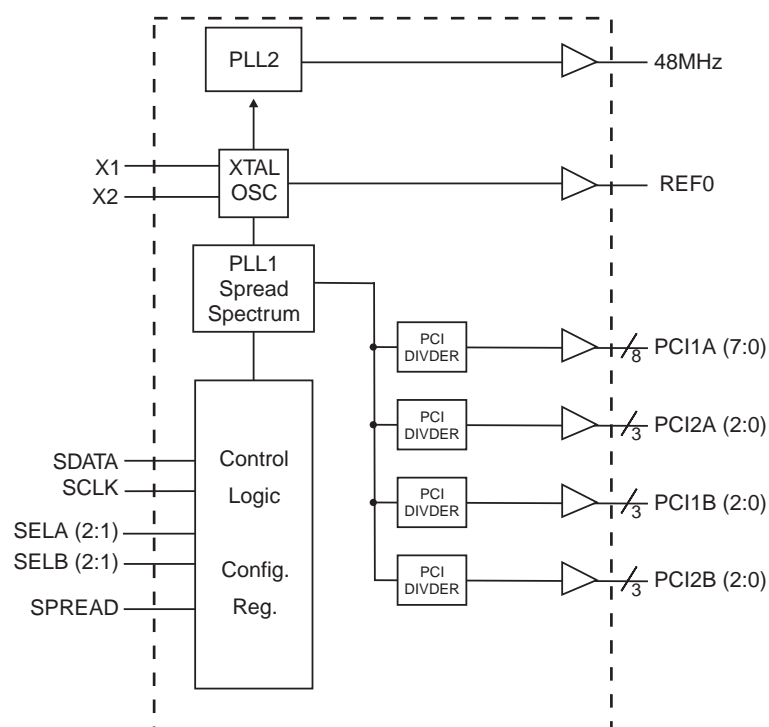 PLL2
48MHz
X1
X2
XTAL
OSC
REF0
PLL1
Spread
Spectrum
PCI
DIVDER
8
PCI1A (7:0)
PCI
DIVDER
3
PCI2A (2:0)
SDATA
SCLK
SELA (2:1)
SELB (2:1)
SPREAD
Control
Logic
Config.
Reg.
PCI
DIVDER
3
PCI1B (2:0)
PCI
DIVDER
3
PCI2B (2:0)